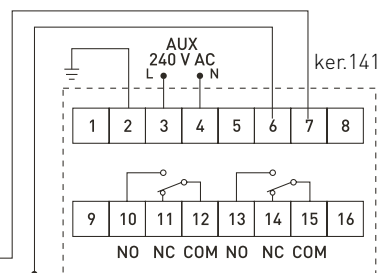 AUX
240 V AC
L N
ker.141
1 2 3 4 5 6 7 8
9 10 11 12 13 14 15 16
NO NC COM NO NC COM